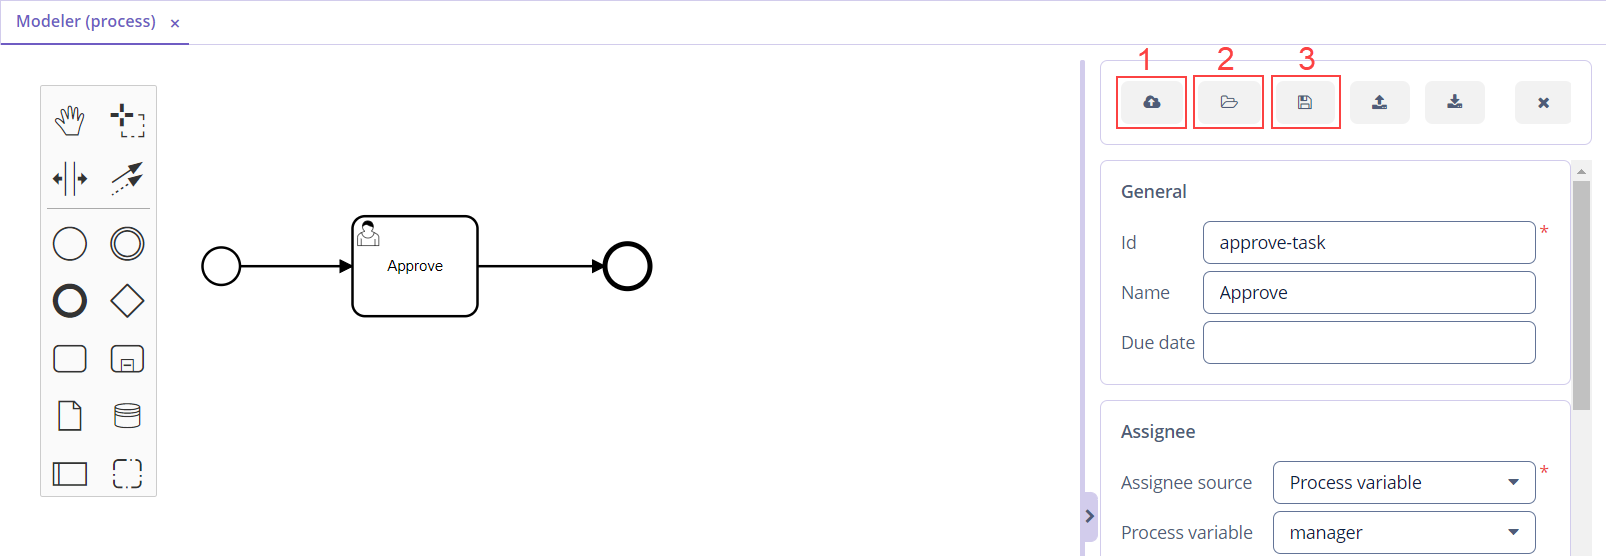 Modeler (process) ×
1 2 3
Approve
General
Id approve-task *
Name Approve
Due date
Assignee
Assignee source Process variable *
Process variable manager